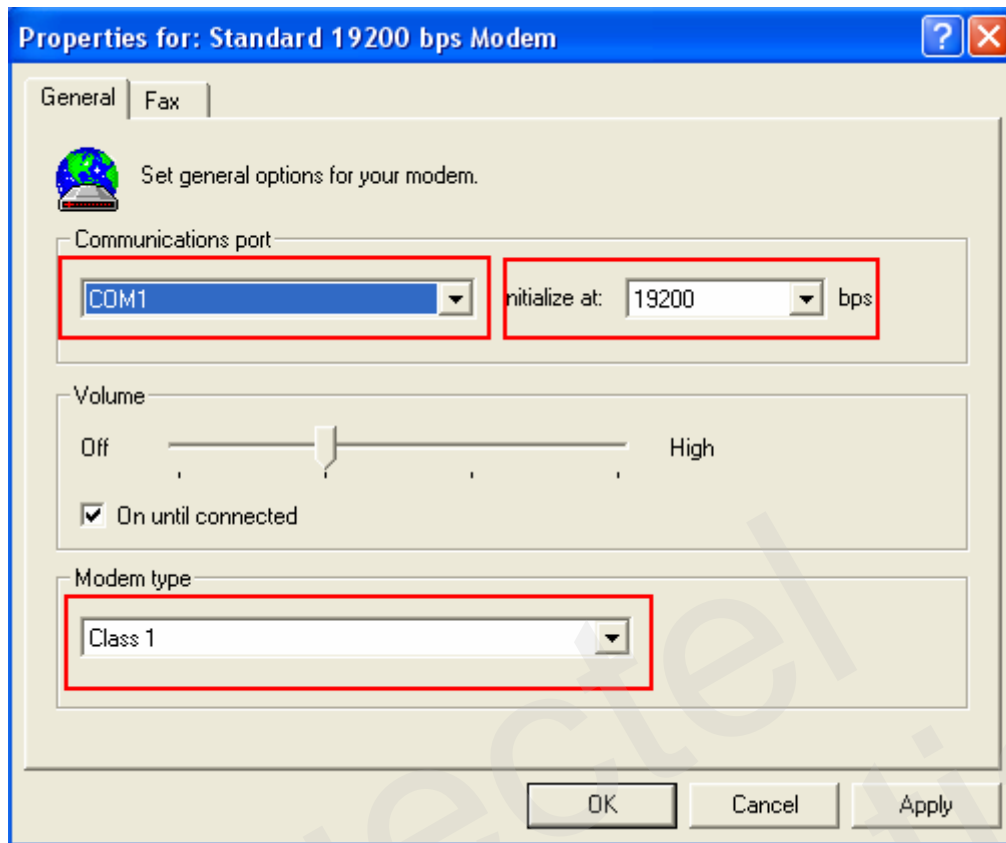 Properties for: Standard 19200 bps Modem
General Fax
Set general options for your modem.
Communications port
COM1 nitialize at: 19200 bps
Volume
Off High
On until connected
Modem type
Class 1
OK Cancel Apply